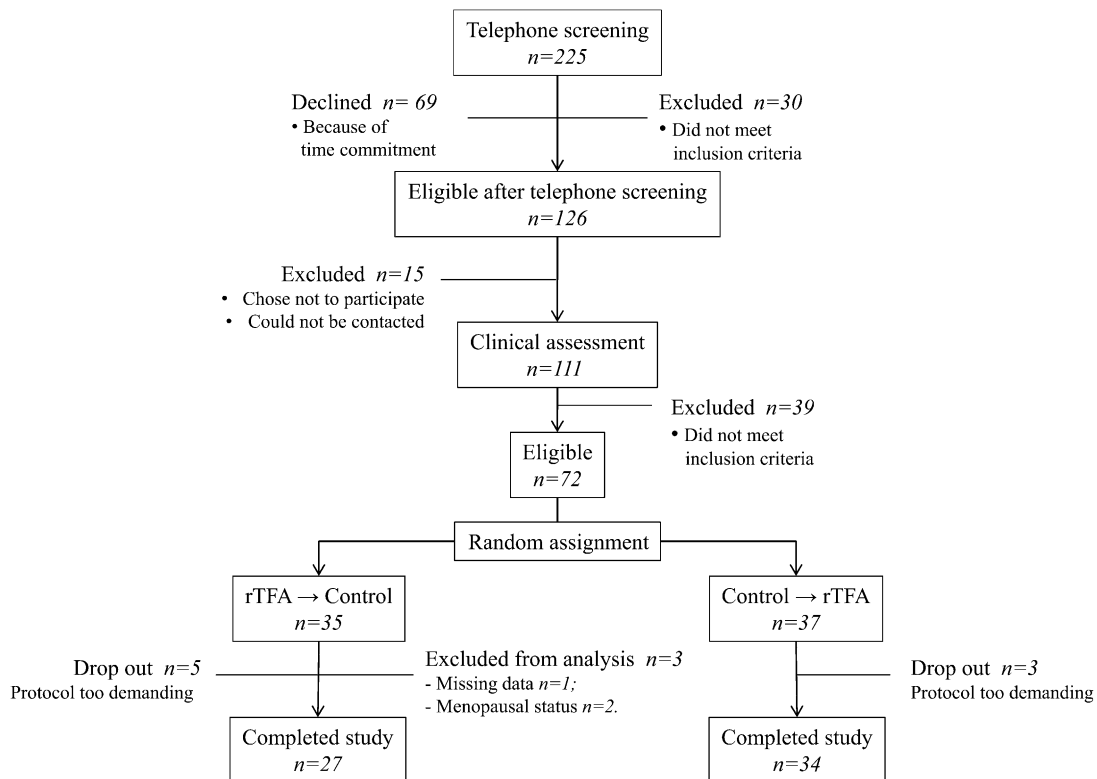 Telephone screening
n=225
Declined n= 69
• Because of
time commitment
Excluded n=30
• Did not meet
inclusion criteria
Eligible after telephone screening
n=126
Excluded n=15
• Chose not to participate
• Could not be contacted
Clinical assessment
n=111
Excluded n=39
• Did not meet
inclusion criteria
Eligible
n=72
Random assignment
rTFA → Control
n=35
Control → rTFA
n=37
Drop out n=5
Protocol too demanding
Excluded from analysis n=3
- Missing data n=1;
- Menopausal status n=2.
Drop out n=3
Protocol too demanding
Completed study
n=27
Completed study
n=34